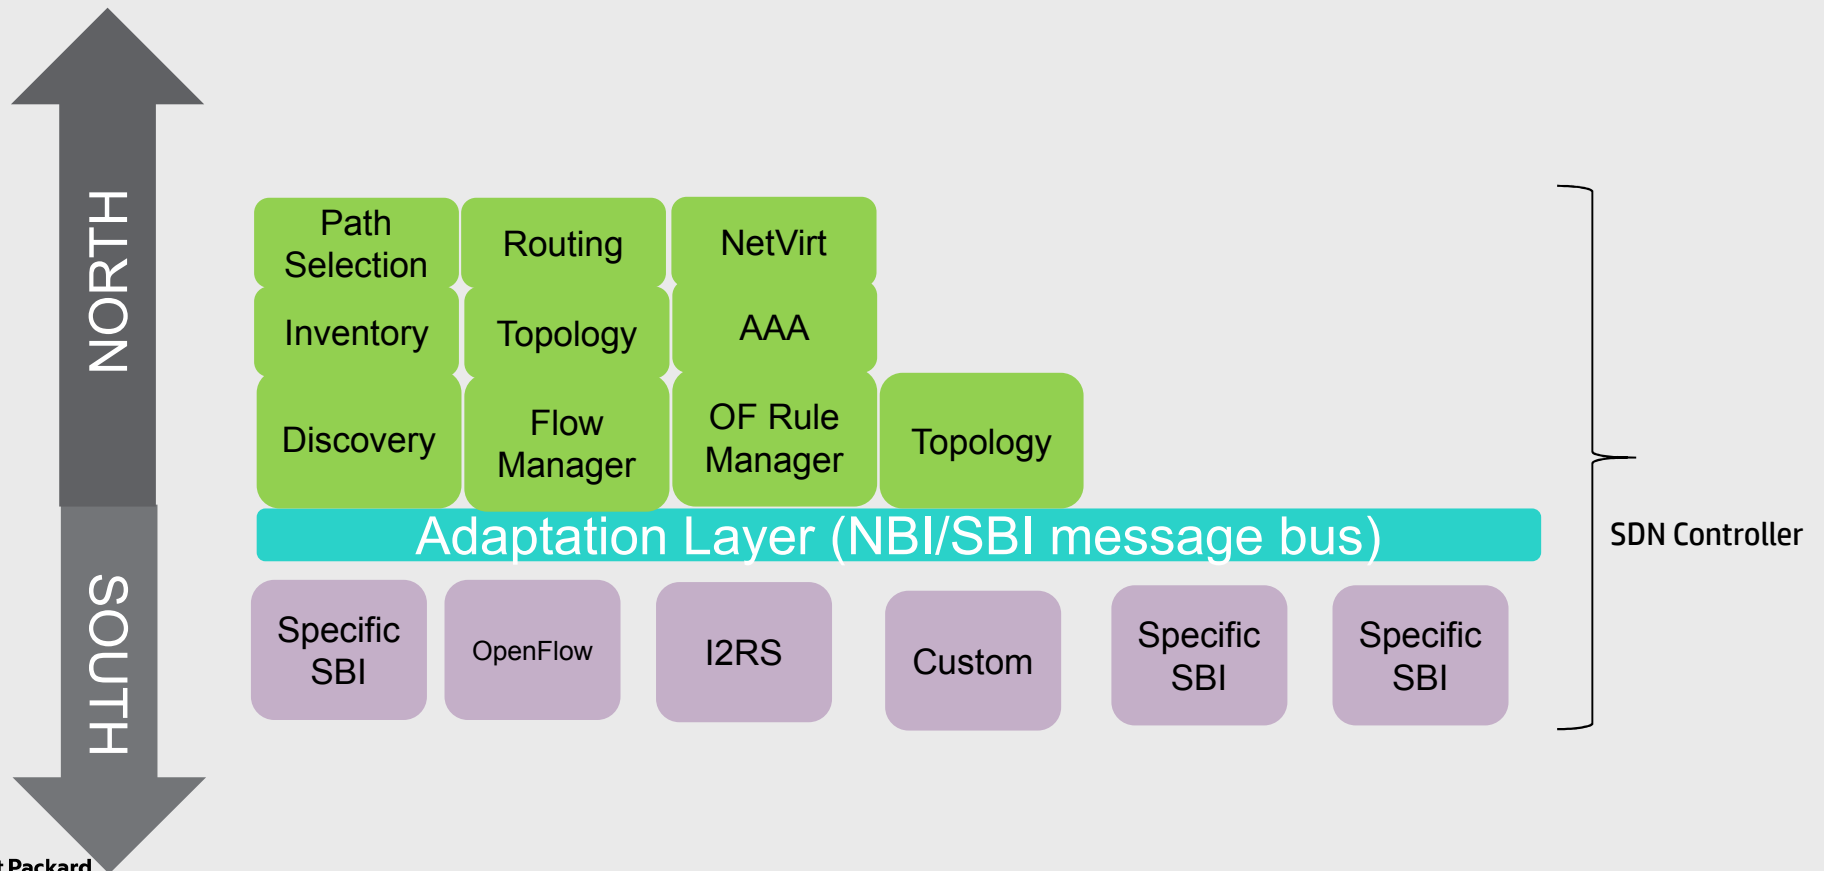 NORTH
SOUTH
Path
Selection
Routing
NetVirt
Inventory
Topology
AAA
Discovery
Flow
Manager
OF Rule
Manager
Topology
Adaptation Layer (NBI/SBI message bus)
SDN Controller
Specific
SBI
OpenFlow
I2RS
Custom
Specific
SBI
Specific
SBI
Packard